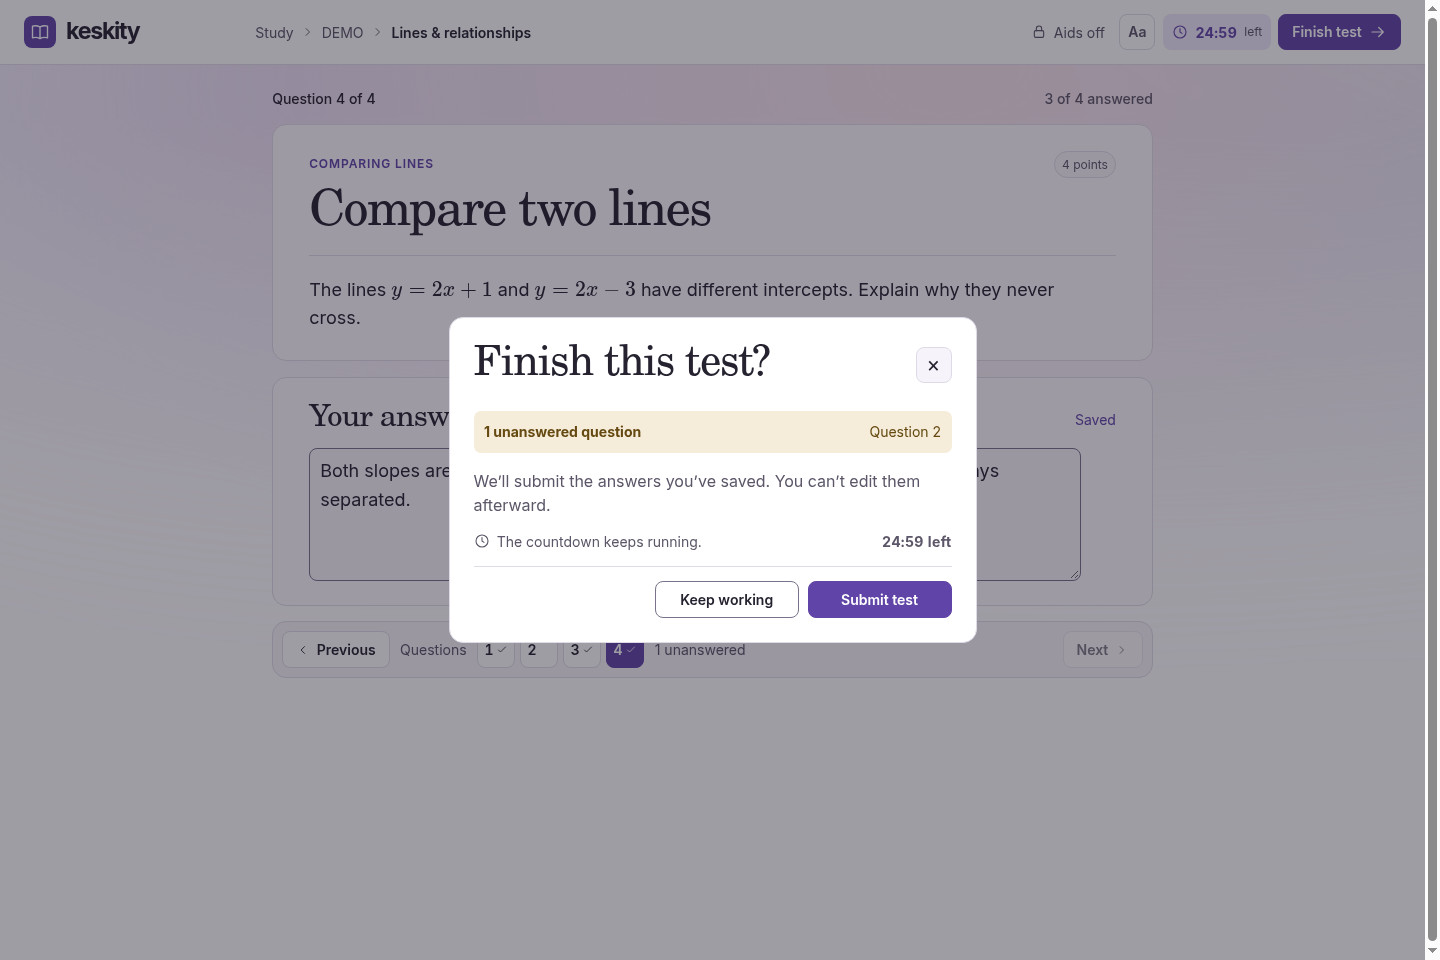 keskity
Study > DEMO > Lines & relationships
Aids off
Aa
24:59 left
Finish test →
Question 4 of 4
3 of 4 answered
COMPARING LINES
4 points
Compare two lines
The lines y = 2x + 1 and y = 2x − 3 have different intercepts. Explain why they never
cross.
Your answ
Saved
Both slopes are
ays
separated.
Finish this test?
×
1 unanswered question
Question 2
We’ll submit the answers you’ve saved. You can’t edit them
afterward.
The countdown keeps running.
24:59 left
Keep working
Submit test
Previous
Questions
1 ✓
2
3 ✓
4 ✓
1 unanswered
Next